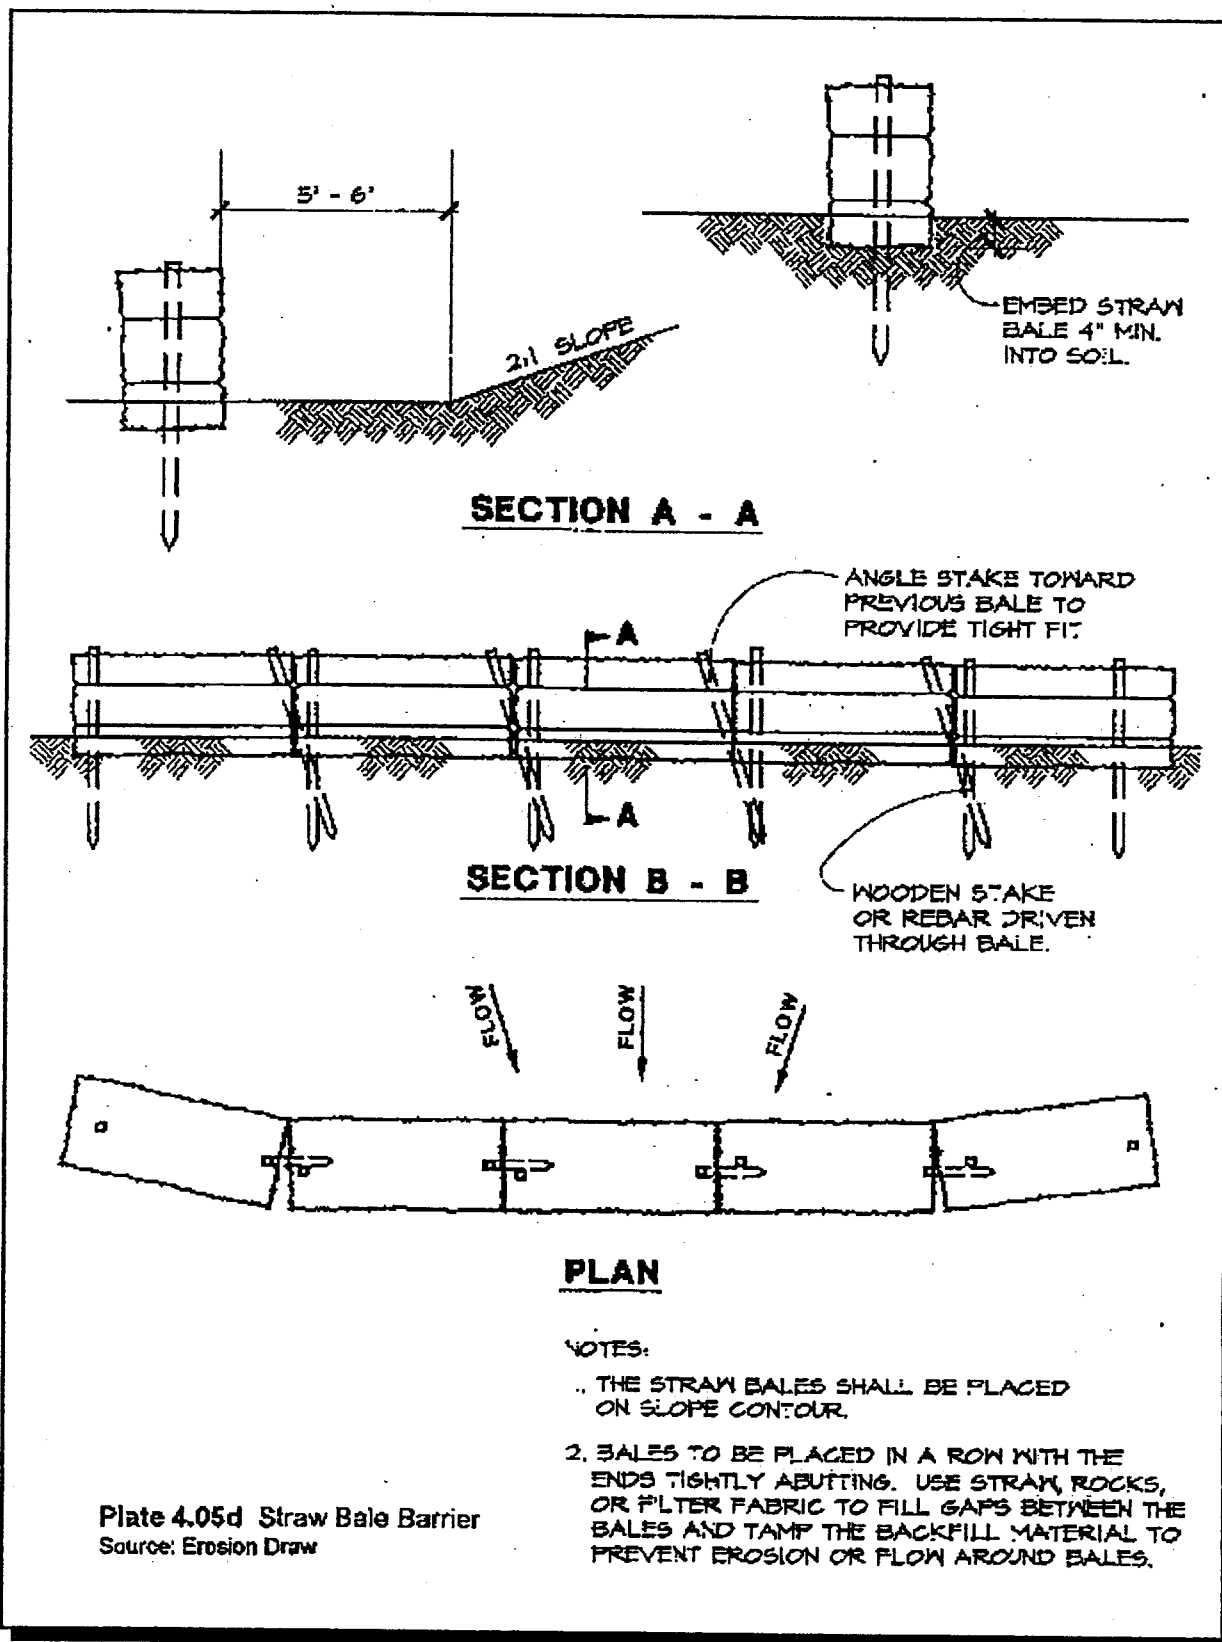 5' - 6'
2:1 SLOPE
EMBED STRAW
BALE 4" MIN.
INTO SOIL.
SECTION A - A
ANGLE STAKE TOWARD
PREVIOUS BALE TO
PROVIDE TIGHT FIT
A
A
SECTION B - B
WOODEN STAKE
OR REBAR DRIVEN
THROUGH BALE.
FLOW
FLOW
FLOW
PLAN
NOTES:
1. THE STRAW BALES SHALL BE PLACED
ON SLOPE CONTOUR.
2. BALES TO BE PLACED IN A ROW WITH THE
ENDS TIGHTLY ABUTTING. USE STRAW, ROCKS,
OR FILTER FABRIC TO FILL GAPS BETWEEN THE
BALES AND TAMP THE BACKFILL MATERIAL TO
PREVENT EROSION OR FLOW AROUND BALES.
Plate 4.05d Straw Bale Barrier
Source: Erosion Draw